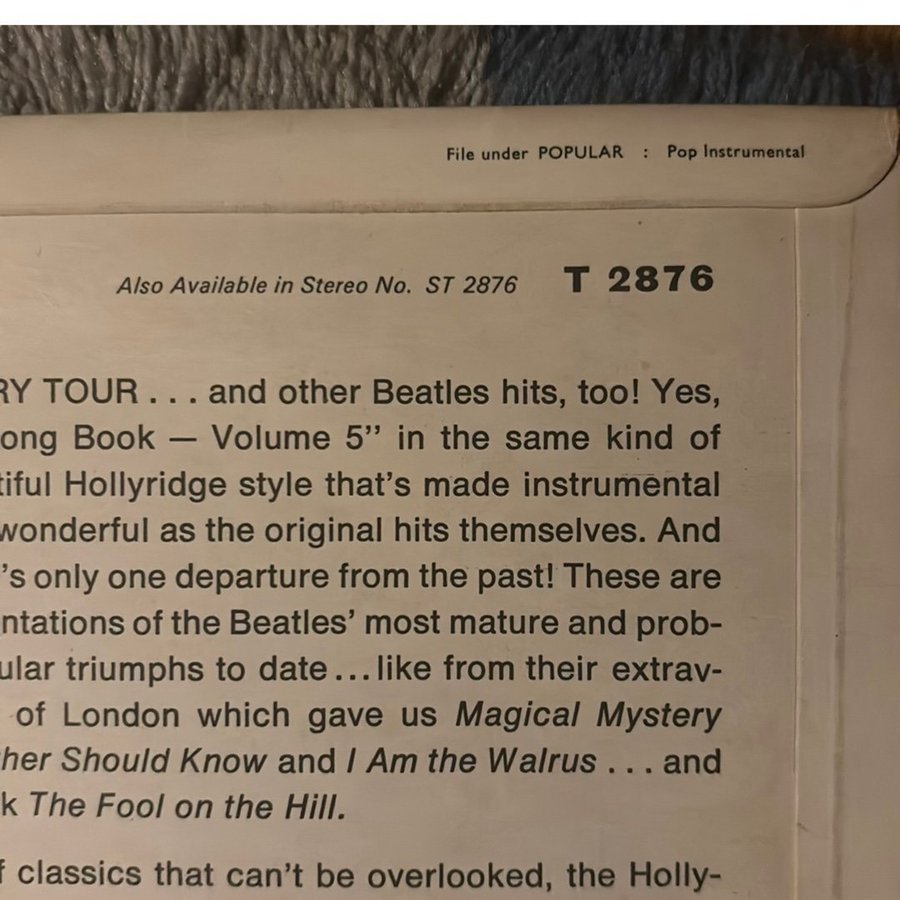 File under POPULAR : Pop Instrumental
Also Available in Stereo No. ST 2876 T 2876
RY TOUR . . . and other Beatles hits, too! Yes,
ong Book — Volume 5” in the same kind of
tiful Hollyridge style that’s made instrumental
wonderful as the original hits themselves. And
’s only one departure from the past! These are
ntations of the Beatles’ most mature and prob-
ular triumphs to date . . . like from their extrav-
of London which gave us Magical Mystery
her Should Know and I Am the Walrus . . . and
k The Fool on the Hill.
f classics that can’t be overlooked, the Holly-